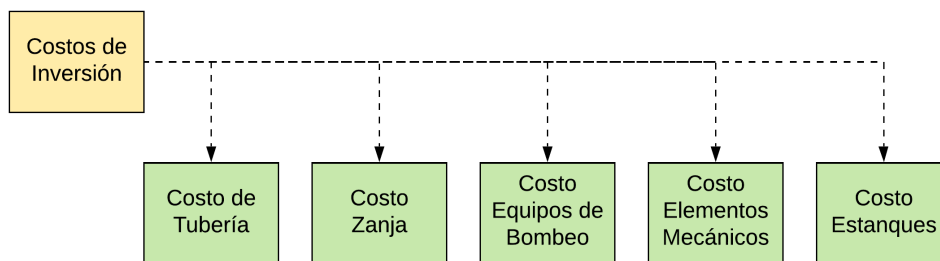 Costos de
Inversión
Costo de
Tubería
Costo
Zanja
Costo
Equipos de
Bombeo
Costo
Elementos
Mecánicos
Costo
Estanques